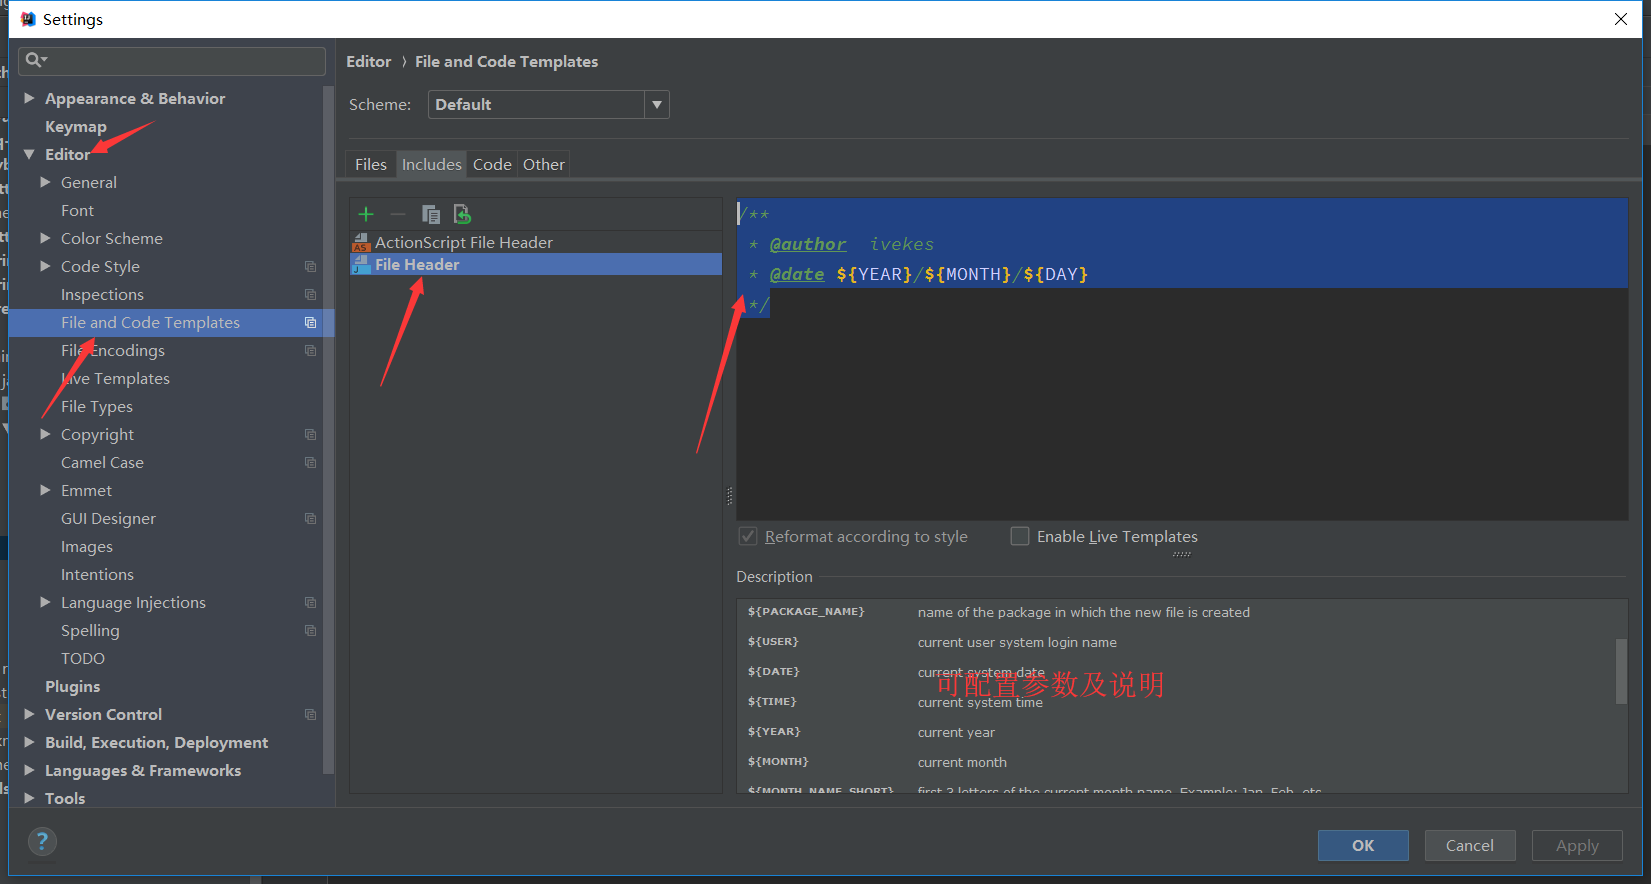 Settings
Editor 〉 File and Code Templates
Scheme: Default
Appearance & Behavior
Keymap
Editor
General
Font
Color Scheme
Code Style
Inspections
File and Code Templates
File Encodings
Live Templates
File Types
Copyright
Camel Case
Emmet
GUI Designer
Images
Intentions
Language Injections
Spelling
TODO
Plugins
Version Control
Build, Execution, Deployment
Languages & Frameworks
Tools
Files Includes Code Other
ActionScript File Header
File Header
/**
* @author ivekes
* @date ${YEAR}/${MONTH}/${DAY}
*/
Reformat according to style Enable Live Templates
Description
${PACKAGE_NAME} name of the package in which the new file is created
${USER} current user system login name
${DATE} current system date
可配置参数及说明
${TIME} current system time
${YEAR} current year
${MONTH} current month
${MONTH_NAME_SHORT} first 3 letters of the current month name. Example: Jan, Feb, etc.
? OK Cancel Apply